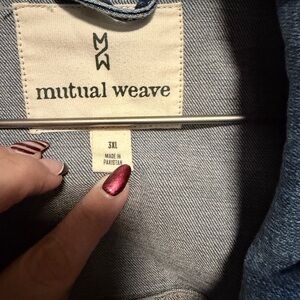 MW
mutual weave
3XL
MADE IN
PAKISTAN